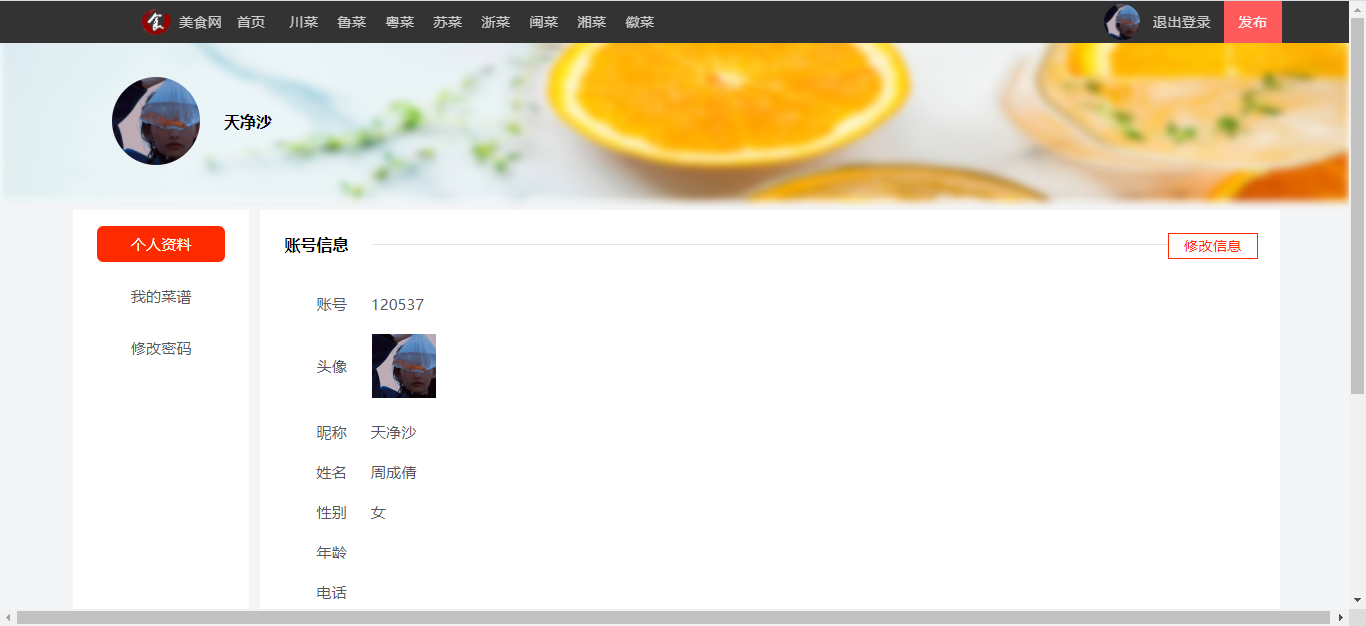 食 美食网 首页 川菜 鲁菜 粤菜 苏菜 浙菜 闽菜 湘菜 徽菜 退出登录 发布
天净沙
个人资料
我的菜谱
修改密码
账号信息 修改信息
账号 120537
头像
昵称 天净沙
姓名 周成倩
性别 女
年龄
电话